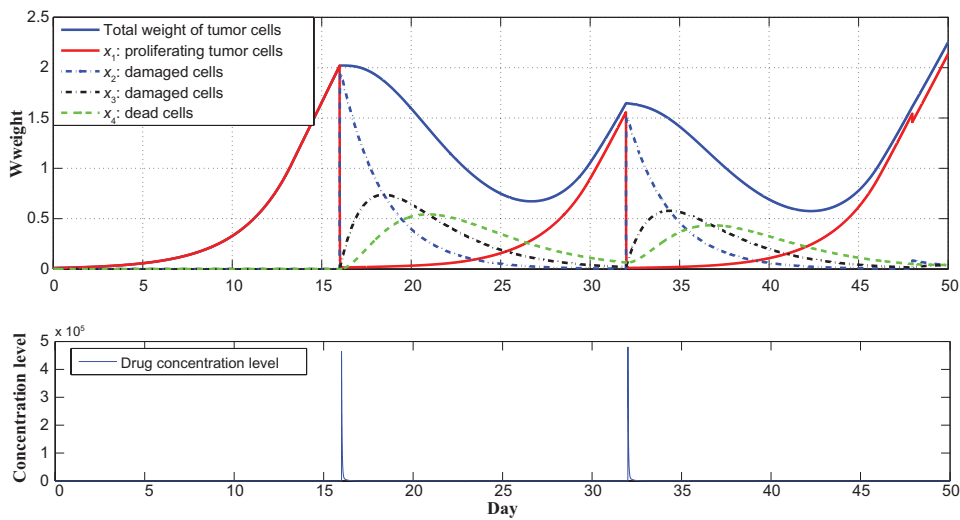 2.5
2
1.5
1
0.5
0
Wweight
Total weight of tumor cells
x1: proliferating tumor cells
x2: damaged cells
x3: damaged cells
x4: dead cells
0 5 10 15 20 25 30 35 40 45 50
x 10⁵
5
4
3
2
1
0
Concentration level
Drug concentration level
0 5 10 15 20 25 30 35 40 45 50
Day